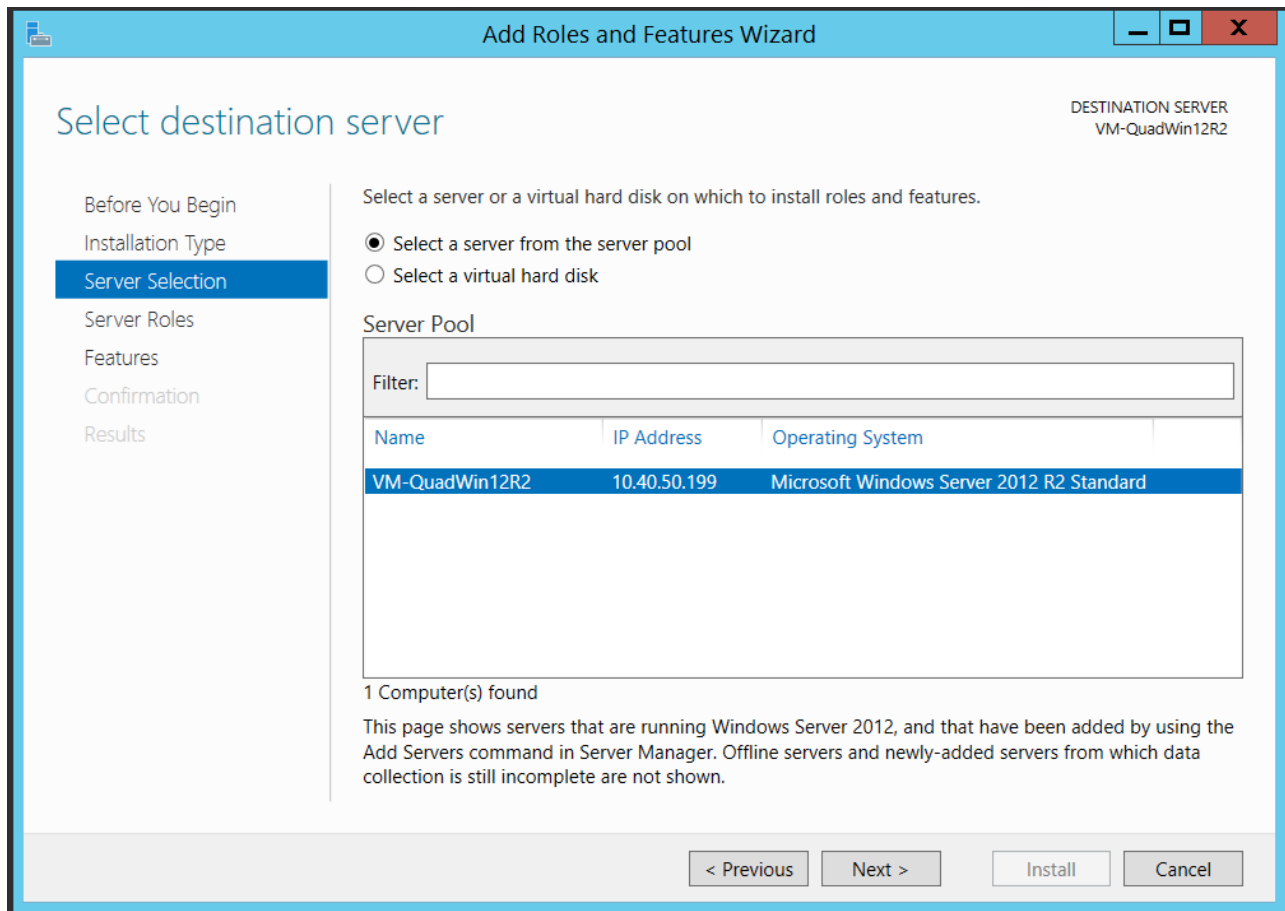 Add Roles and Features Wizard
Select destination server
DESTINATION SERVER
VM-QuadWin12R2
Before You Begin
Installation Type
Server Selection
Server Roles
Features
Confirmation
Results
Select a server or a virtual hard disk on which to install roles and features.
Select a server from the server pool
Select a virtual hard disk
Server Pool
Filter:
Name IP Address Operating System
VM-QuadWin12R2 10.40.50.199 Microsoft Windows Server 2012 R2 Standard
1 Computer(s) found
This page shows servers that are running Windows Server 2012, and that have been added by using the
Add Servers command in Server Manager. Offline servers and newly-added servers from which data
collection is still incomplete are not shown.
< Previous Next > Install Cancel